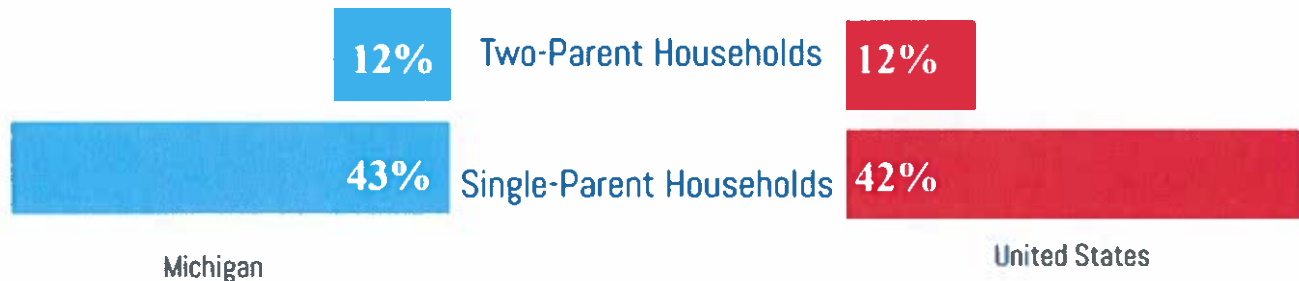 12% Two-Parent Households 12%
43% Single-Parent Households 42%
Michigan United States